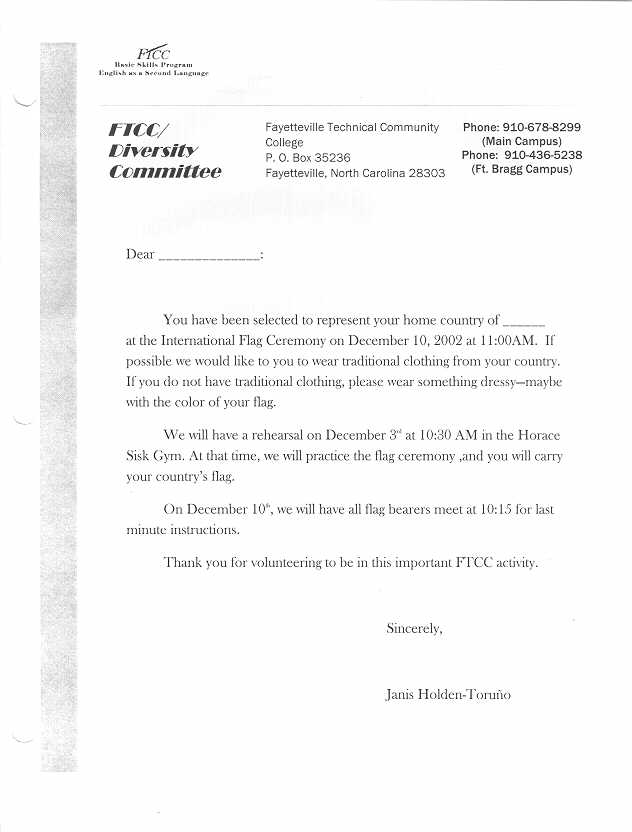 FTCC
Basic Skills Program
English as a Second Language
FTCC/
Diversity
Committee
Fayetteville Technical Community
College
P. O. Box 35236
Fayetteville, North Carolina 28303
Phone: 910-678-8299
(Main Campus)
Phone: 910-436-5238
(Ft. Bragg Campus)
Dear ______________:
You have been selected to represent your home country of ______
at the International Flag Ceremony on December 10, 2002 at 11:00AM. If
possible we would like to you to wear traditional clothing from your country.
If you do not have traditional clothing, please wear something dressy—maybe
with the color of your flag.
We will have a rehearsal on December 3rd at 10:30 AM in the Horace
Sisk Gym. At that time, we will practice the flag ceremony ,and you will carry
your country's flag.
On December 10th, we will have all flag bearers meet at 10:15 for last
minute instructions.
Thank you for volunteering to be in this important FTCC activity.
Sincerely,
Janis Holden-Toruño